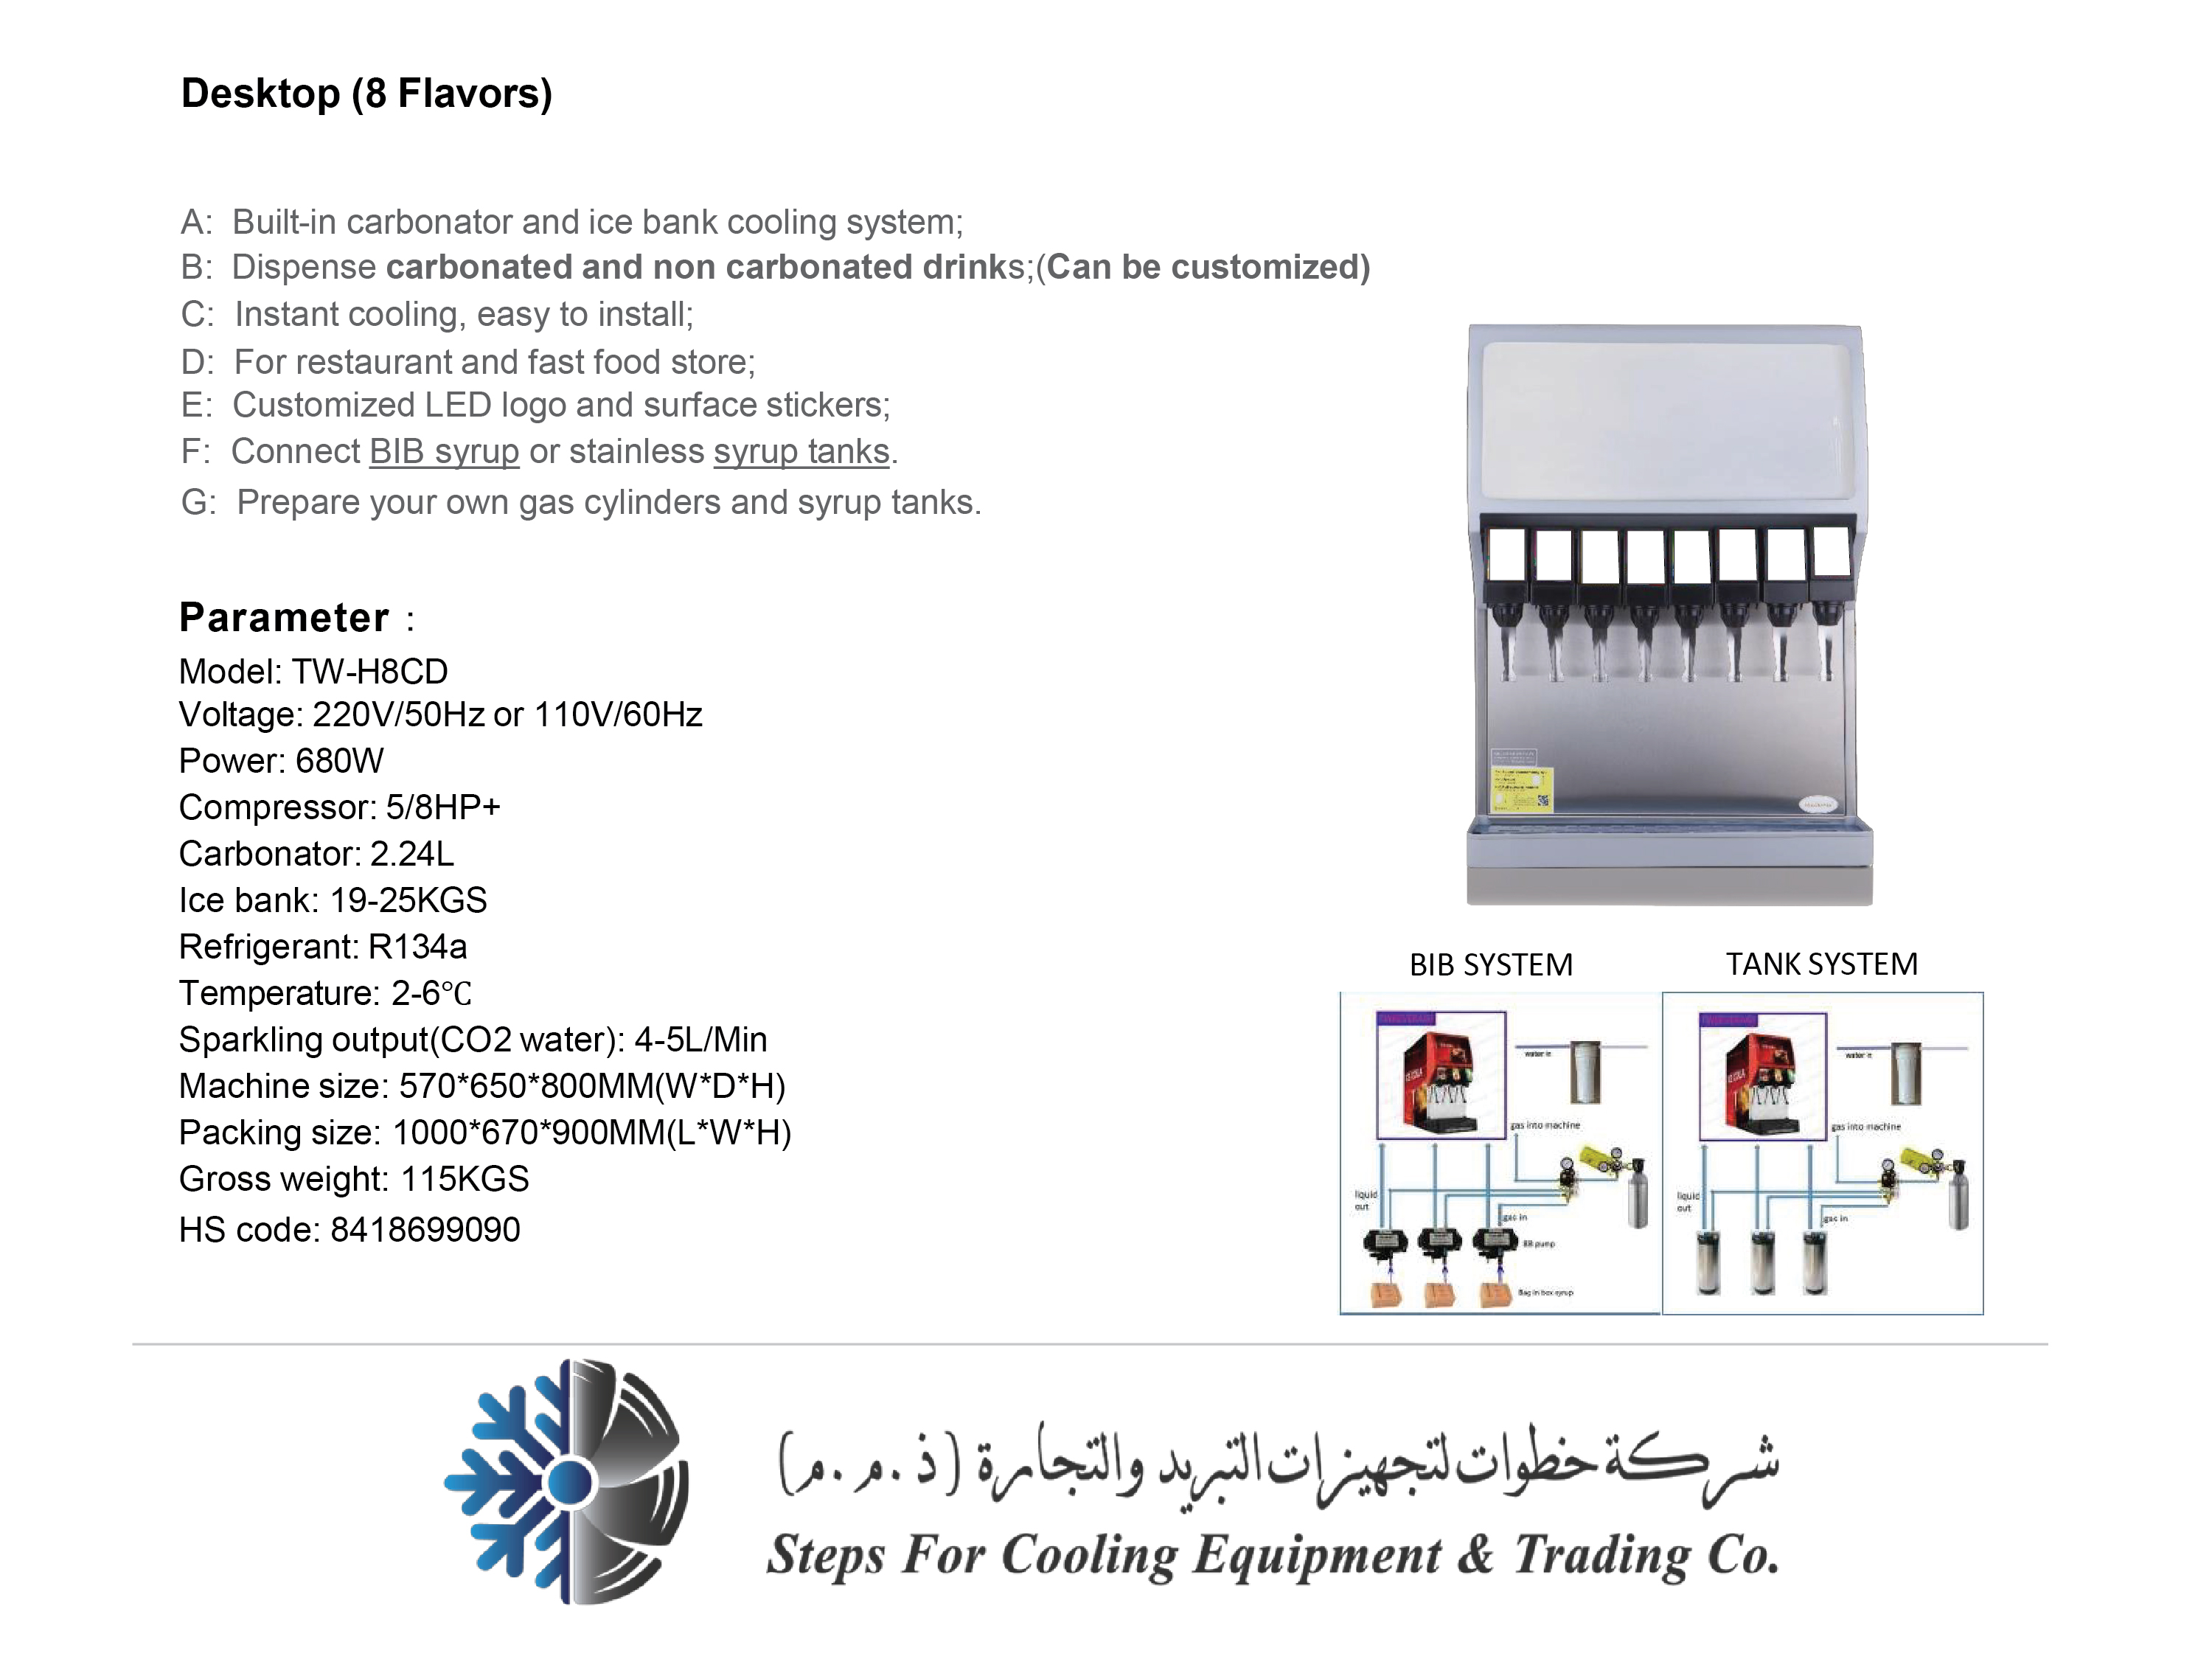 Desktop (8 Flavors)
A: Built-in carbonator and ice bank cooling system;
B: Dispense carbonated and non carbonated drinks;(Can be customized)
C: Instant cooling, easy to install;
D: For restaurant and fast food store;
E: Customized LED logo and surface stickers;
F: Connect BIB syrup or stainless syrup tanks.
G: Prepare your own gas cylinders and syrup tanks.
Parameter：
Model: TW-H8CD
Voltage: 220V/50Hz or 110V/60Hz
Power: 680W
Compressor: 5/8HP+
Carbonator: 2.24L
Ice bank: 19-25KGS
Refrigerant: R134a
Temperature: 2-6℃
Sparkling output(CO2 water): 4-5L/Min
Machine size: 570*650*800MM(W*D*H)
Packing size: 1000*670*900MM(L*W*H)
Gross weight: 115KGS
HS code: 8418699090
BIB SYSTEM
water in
gas into machine
liquid
out
gas in
BB pump
Bag in box syrup
TANK SYSTEM
water in
gas into machine
liquid
out
gas in
شركة خطوات لتجهيزات التبريد والتجارة (ذ.م.م)
Steps For Cooling Equipment & Trading Co.